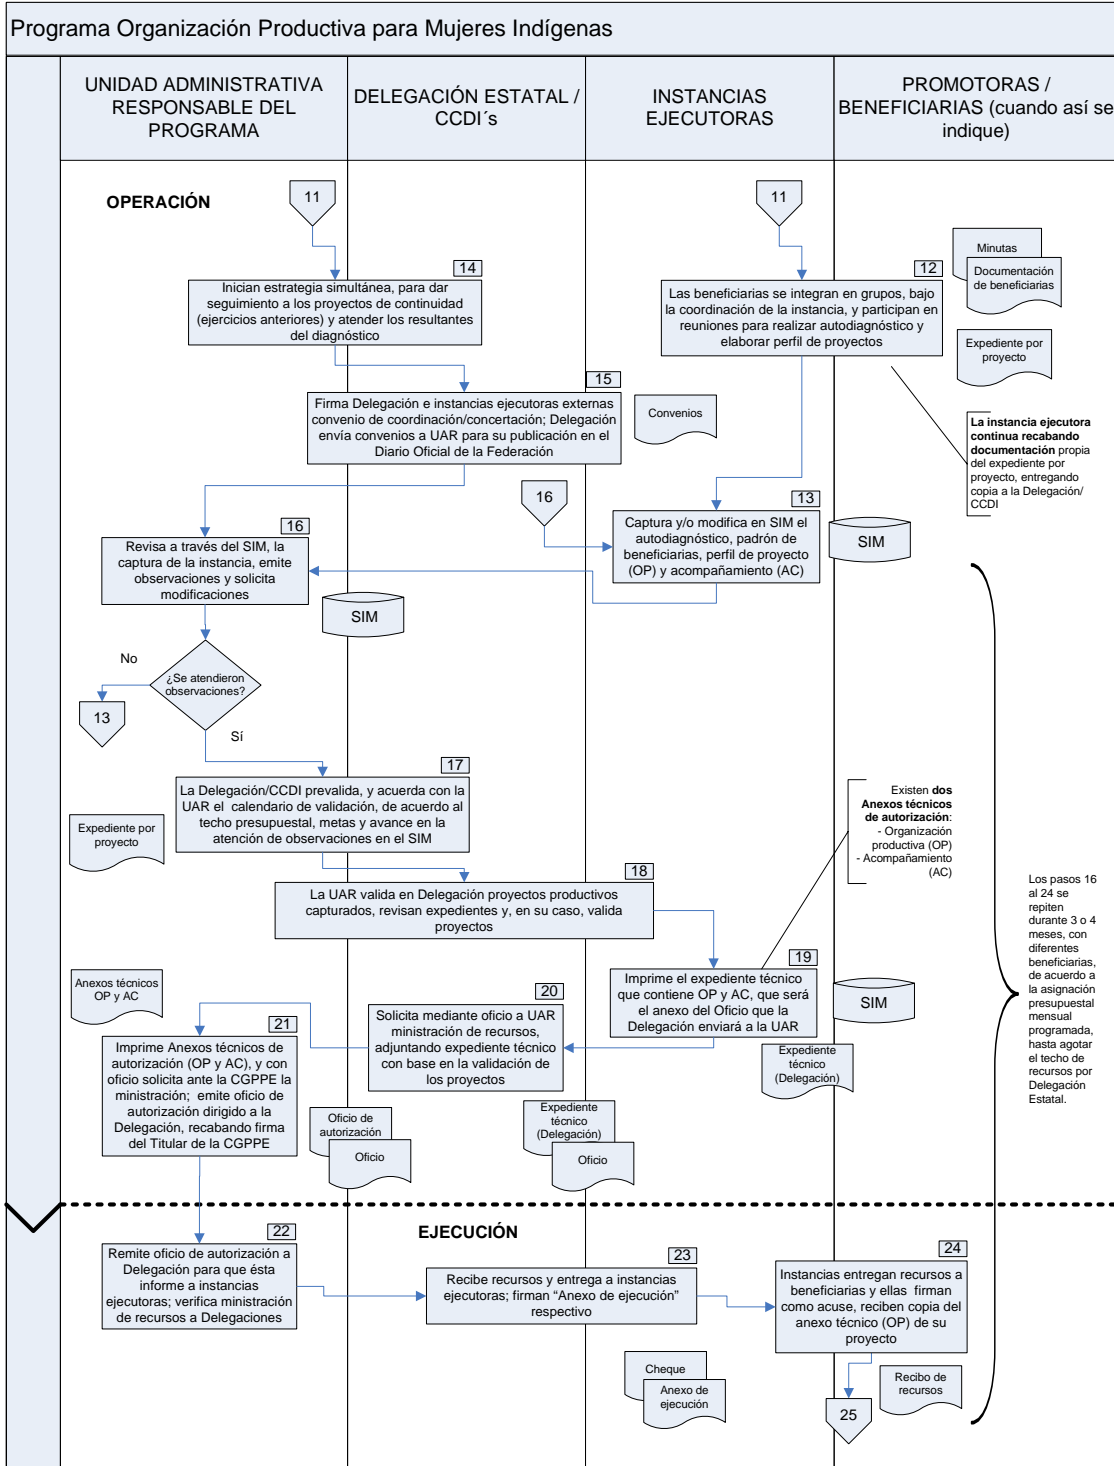 Programa Organización Productiva para Mujeres Indígenas
UNIDAD ADMINISTRATIVA
RESPONSABLE DEL
PROGRAMA
DELEGACIÓN ESTATAL /
CCDI´s
INSTANCIAS
EJECUTORAS
PROMOTORAS /
BENEFICIARIAS (cuando así se
indique)
OPERACIÓN
11
11
14
Inician estrategia simultánea, para dar
seguimiento a los proyectos de continuidad
(ejercicios anteriores) y atender los resultantes
del diagnóstico
12
Las beneficiarias se integran en grupos, bajo
la coordinación de la instancia, y participan en
reuniones para realizar autodiagnóstico y
elaborar perfil de proyectos
Minutas
Documentación
de beneficiarias
Expediente por
proyecto
15
Firma Delegación e instancias ejecutoras externas
convenio de coordinación/concertación; Delegación
envía convenios a UAR para su publicación en el
Diario Oficial de la Federación
Convenios
La instancia ejecutora
continua recabando
documentación propia
del expediente por
proyecto, entregando
copia a la Delegación/
CCDI
16
13
Captura y/o modifica en SIM el
autodiagnóstico, padrón de
beneficiarias, perfil de proyecto
(OP) y acompañamiento (AC)
SIM
16
Revisa a través del SIM, la
captura de la instancia, emite
observaciones y solicita
modificaciones
SIM
¿Se atendieron
observaciones?
No
13
Sí
17
La Delegación/CCDI prevalida, y acuerda con la
UAR el  calendario de validación, de acuerdo al
techo presupuestal, metas y avance en la
atención de observaciones en el SIM
Expediente por
proyecto
Existen dos
Anexos técnicos
de autorización:
- Organización
productiva (OP)
- Acompañamiento
(AC)
18
La UAR valida en Delegación proyectos productivos
capturados, revisan expedientes y, en su caso, valida
proyectos
Los pasos 16
al 24 se
repiten
durante 3 o 4
meses, con
diferentes
beneficiarias,
de acuerdo a
la asignación
presupuestal
mensual
programada,
hasta agotar
el techo de
recursos por
Delegación
Estatal.
19
Imprime el expediente técnico
que contiene OP y AC, que será
el anexo del Oficio que la
Delegación enviará a la UAR
SIM
Expediente
técnico
(Delegación)
20
Solicita mediante oficio a UAR
ministración de recursos,
adjuntando expediente técnico
con base en la validación de
los proyectos
Expediente
técnico
(Delegación)
Oficio
Anexos técnicos
OP y AC
21
Imprime Anexos técnicos de
autorización (OP y AC), y con
oficio solicita ante la CGPPE la
ministración;  emite oficio de
autorización dirigido a la
Delegación, recabando firma
del Titular de la CGPPE
Oficio de
autorización
Oficio
EJECUCIÓN
22
Remite oficio de autorización a
Delegación para que ésta
informe a instancias
ejecutoras; verifica ministración
de recursos a Delegaciones
23
Recibe recursos y entrega a instancias
ejecutoras; firman “Anexo de ejecución”
respectivo
Cheque
Anexo de
ejecución
24
Instancias entregan recursos a
beneficiarias y ellas  firman
como acuse, reciben copia del
anexo técnico (OP) de su
proyecto
Recibo de
recursos
25